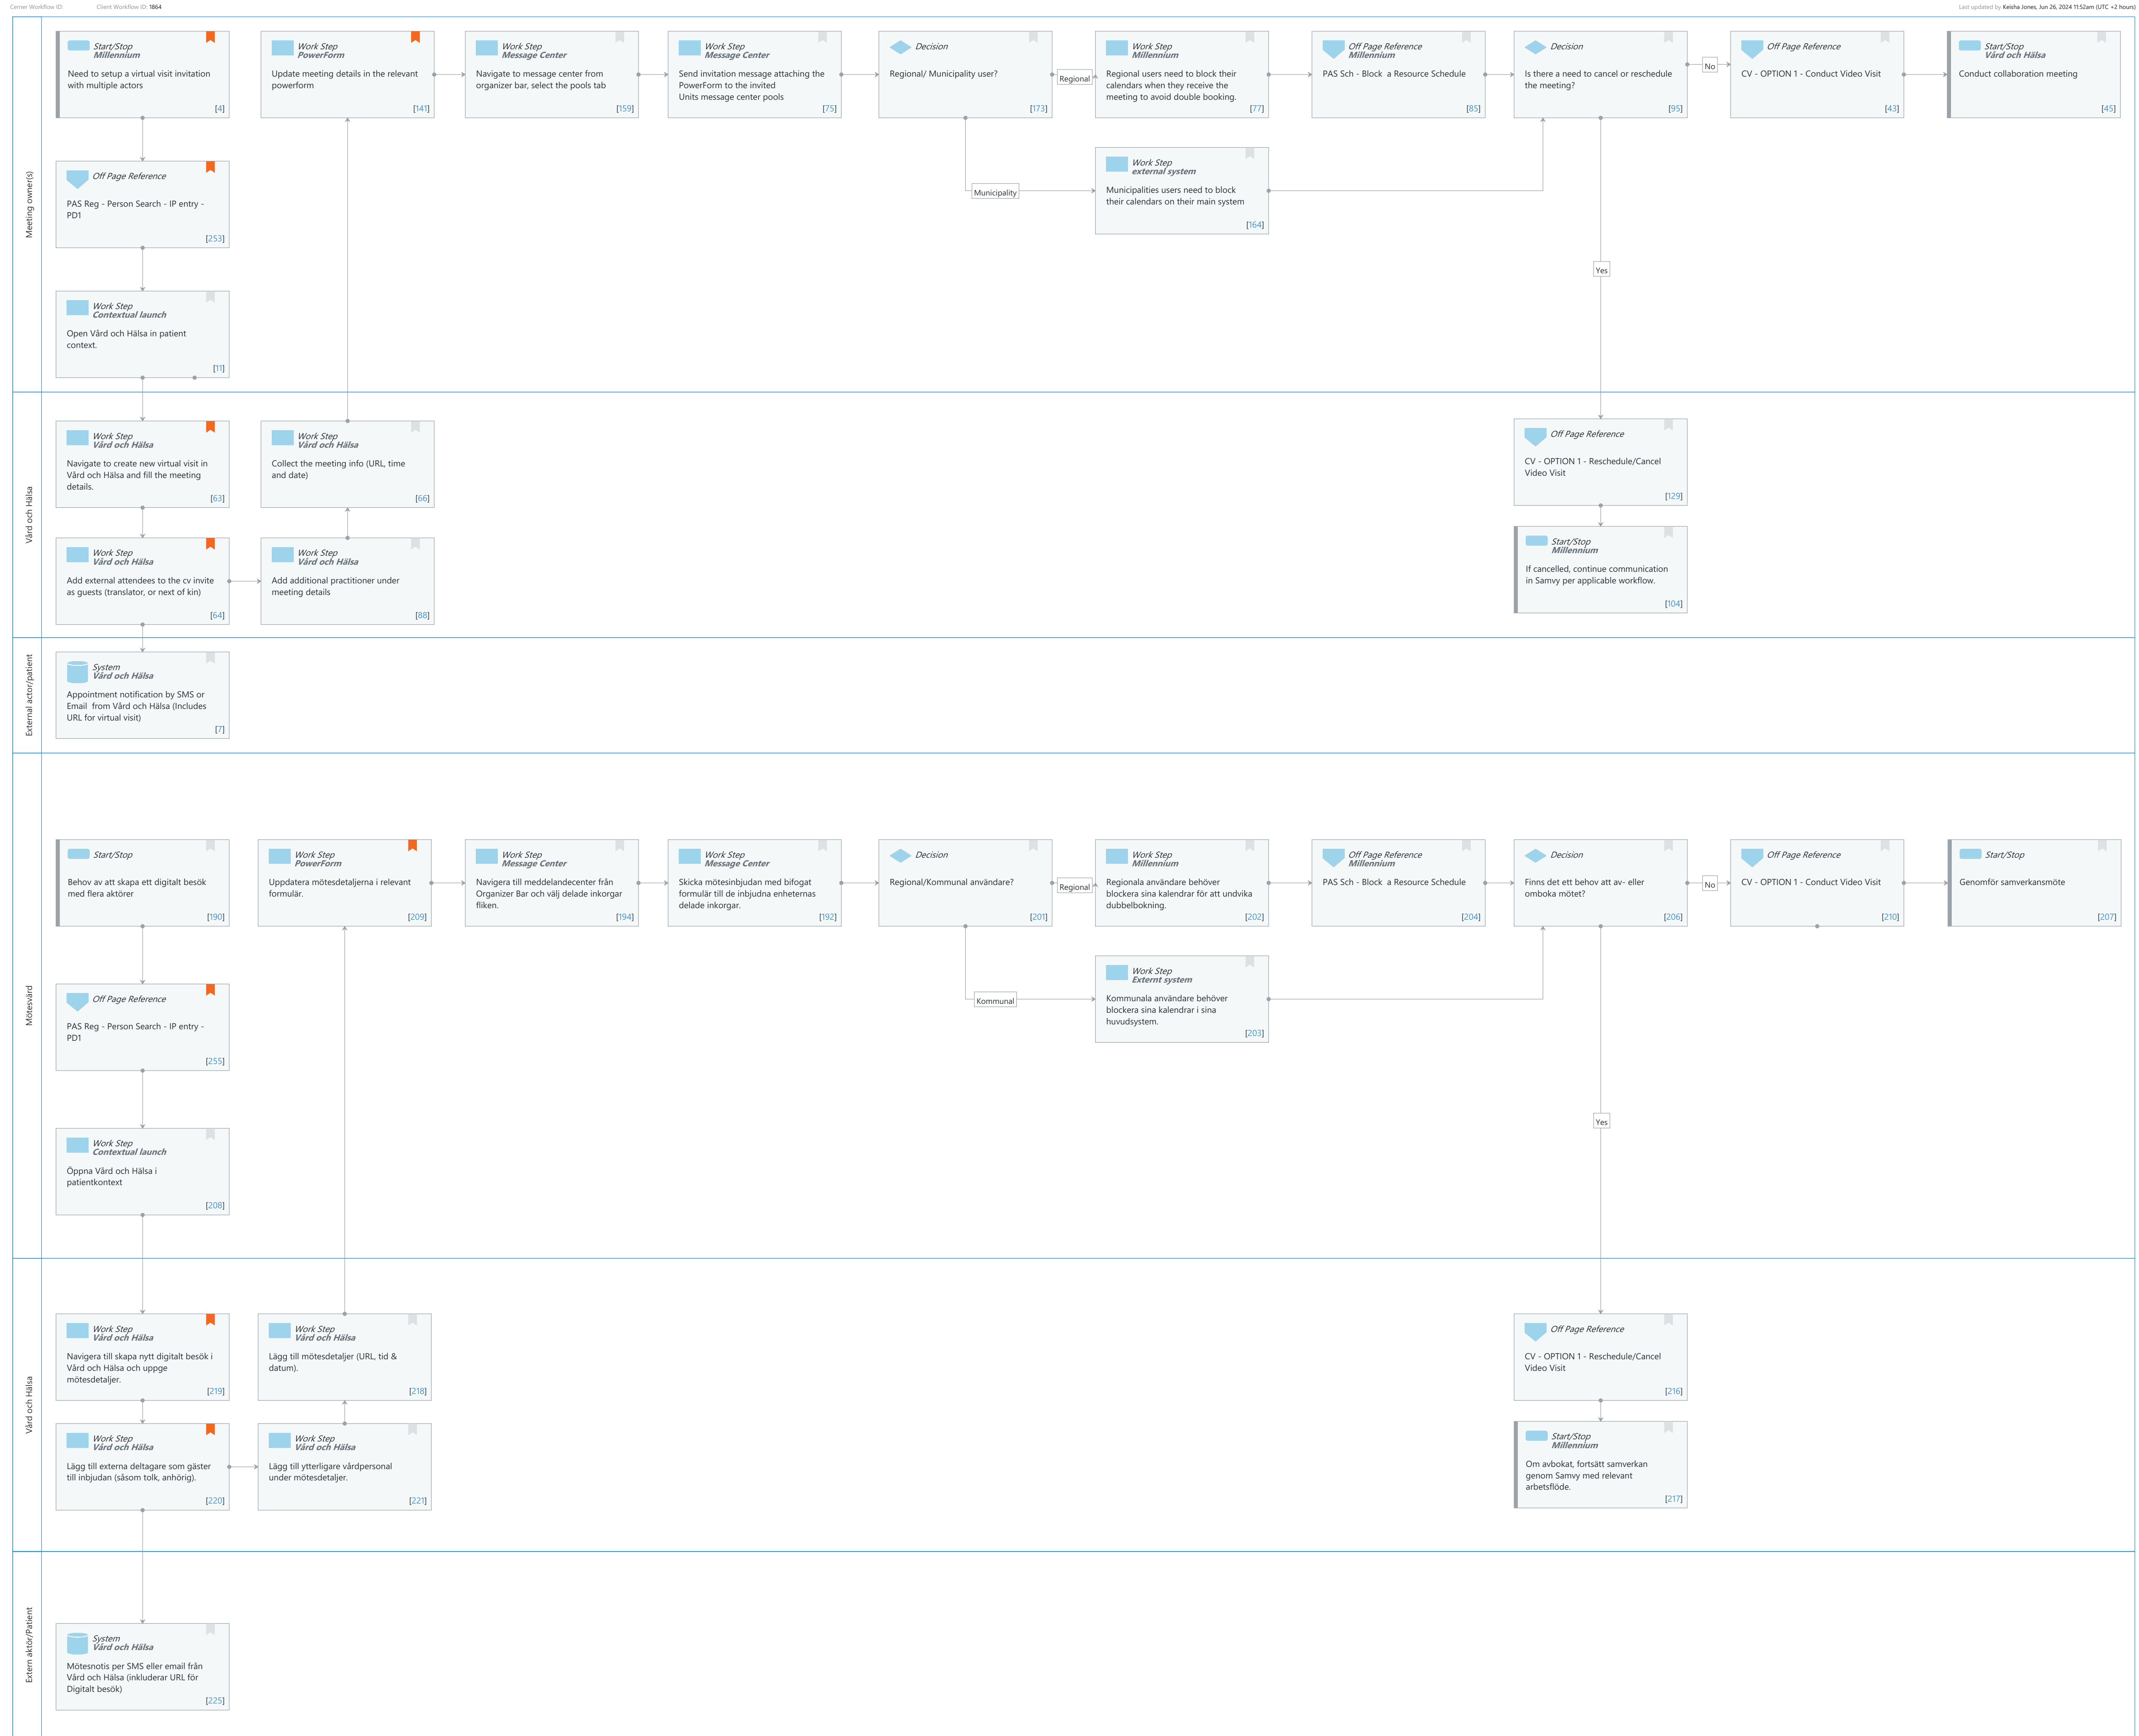 Cerner Workflow ID: Client Workflow ID: 1864
Last updated by Keisha Jones, Jun 26, 2024 11:52am (UTC +2 hours)
Meeting owner(s)
Start/Stop
Millennium
Need to setup a virtual visit invitation
with multiple actors
[4]
Work Step
PowerForm
Update meeting details in the relevant
powerform
[141]
Work Step
Message Center
Navigate to message center from
organizer bar, select the pools tab
[159]
Work Step
Message Center
Send invitation message attaching the
PowerForm to the invited
Units message center pools
[75]
Decision
Regional/ Municipality user?
[173]
Regional
Work Step
Millennium
Regional users need to block their
calendars when they receive the
meeting to avoid double booking.
[77]
Off Page Reference
Millennium
PAS Sch - Block  a Resource Schedule
[85]
Decision
Is there a need to cancel or reschedule
the meeting?
[95]
No
Off Page Reference
CV - OPTION 1 - Conduct Video Visit
[43]
Start/Stop
Vård och Hälsa
Conduct collaboration meeting
[45]
Off Page Reference
PAS Reg - Person Search - IP entry -
PD1
[253]
Municipality
Work Step
external system
Municipalities users need to block
their calendars on their main system
[164]
Yes
Work Step
Contextual launch
Open Vård och Hälsa in patient
context.
[11]
Vård och Hälsa
Work Step
Vård och Hälsa
Navigate to create new virtual visit in
Vård och Hälsa and fill the meeting
details.
[63]
Work Step
Vård och Hälsa
Collect the meeting info (URL, time
and date)
[66]
Off Page Reference
CV - OPTION 1 - Reschedule/Cancel
Video Visit
[129]
Work Step
Vård och Hälsa
Add external attendees to the cv invite
as guests (translator, or next of kin)
[64]
Work Step
Vård och Hälsa
Add additional practitioner under
meeting details
[88]
Start/Stop
Millennium
If cancelled, continue communication
in Samvy per applicable workflow.
[104]
External actor/patient
System
Vård och Hälsa
Appointment notification by SMS or
Email  from Vård och Hälsa (Includes
URL for virtual visit)
[7]
Mötesvärd
Start/Stop
Behov av att skapa ett digitalt besök
med flera aktörer
[190]
Work Step
PowerForm
Uppdatera mötesdetaljerna i relevant
formulär.
[209]
Work Step
Message Center
Navigera till meddelandecenter från
Organizer Bar och välj delade inkorgar
fliken.
[194]
Work Step
Message Center
Skicka mötesinbjudan med bifogat
formulär till de inbjudna enheternas
delade inkorgar.
[192]
Decision
Regional/Kommunal användare?
[201]
Regional
Work Step
Millennium
Regionala användare behöver
blockera sina kalendrar för att undvika
dubbelbokning.
[202]
Off Page Reference
Millennium
PAS Sch - Block  a Resource Schedule
[204]
Decision
Finns det ett behov att av- eller
omboka mötet?
[206]
No
Off Page Reference
CV - OPTION 1 - Conduct Video Visit
[210]
Start/Stop
Genomför samverkansmöte
[207]
Off Page Reference
PAS Reg - Person Search - IP entry -
PD1
[255]
Kommunal
Work Step
Externt system
Kommunala användare behöver
blockera sina kalendrar i sina
huvudsystem.
[203]
Yes
Work Step
Contextual launch
Öppna Vård och Hälsa i
patientkontext
[208]
Vård och Hälsa
Work Step
Vård och Hälsa
Navigera till skapa nytt digitalt besök i
Vård och Hälsa och uppge
mötesdetaljer.
[219]
Work Step
Vård och Hälsa
Lägg till mötesdetaljer (URL, tid &
datum).
[218]
Off Page Reference
CV - OPTION 1 - Reschedule/Cancel
Video Visit
[216]
Work Step
Vård och Hälsa
Lägg till externa deltagare som gäster
till inbjudan (såsom tolk, anhörig).
[220]
Work Step
Vård och Hälsa
Lägg till ytterligare vårdpersonal
under mötesdetaljer.
[221]
Start/Stop
Millennium
Om avbokat, fortsätt samverkan
genom Samvy med relevant
arbetsflöde.
[217]
Extern aktör/Patient
System
Vård och Hälsa
Mötesnotis per SMS eller email från
Vård och Hälsa (inkluderar URL för
Digitalt besök)
[225]